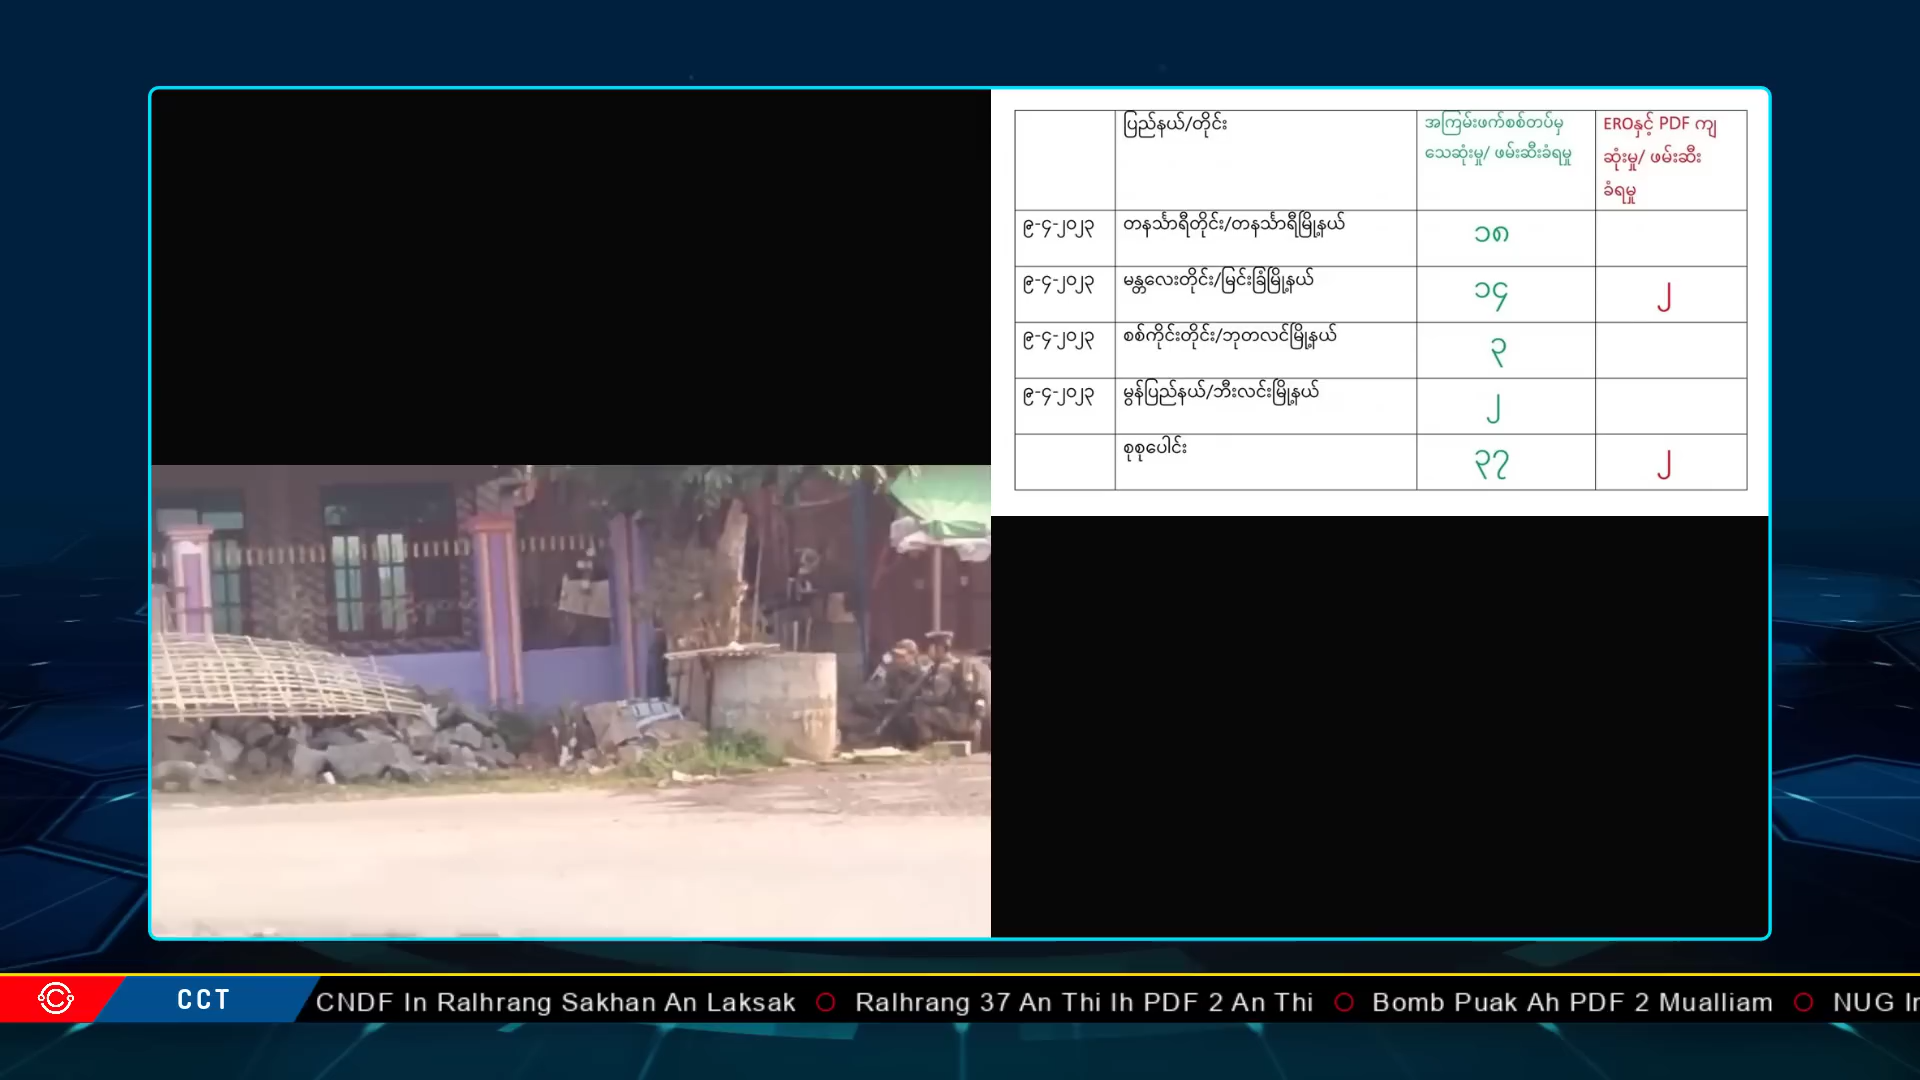 ပြည်နယ်/တိုင်း
အကြမ်းဖက်စစ်တပ်မှ
သေဆုံးမှု/ ဖမ်းဆီးခံရမှု
EROနှင့် PDF ကျ
ဆုံးမှု/ ဖမ်းဆီး
ခံရမှု
၉-၄-၂၀၂၃ တနင်္သာရီတိုင်း/တနင်္သာရီမြို့နယ် ၁၈
၉-၄-၂၀၂၃ မန္တလေးတိုင်း/မြင်းခြံမြို့နယ် ၁၄ ၂
၉-၄-၂၀၂၃ စစ်ကိုင်းတိုင်း/ဘုတလင်မြို့နယ် ၃
၉-၄-၂၀၂၃ မွန်ပြည်နယ်/ဘီးလင်းမြို့နယ် ၂
စုစုပေါင်း ၃၇ ၂
CCT CNDF In Ralhrang Sakhan An Laksak Ralhrang 37 An Thi Ih PDF 2 An Thi Bomb Puak Ah PDF 2 Mualliam NUG In